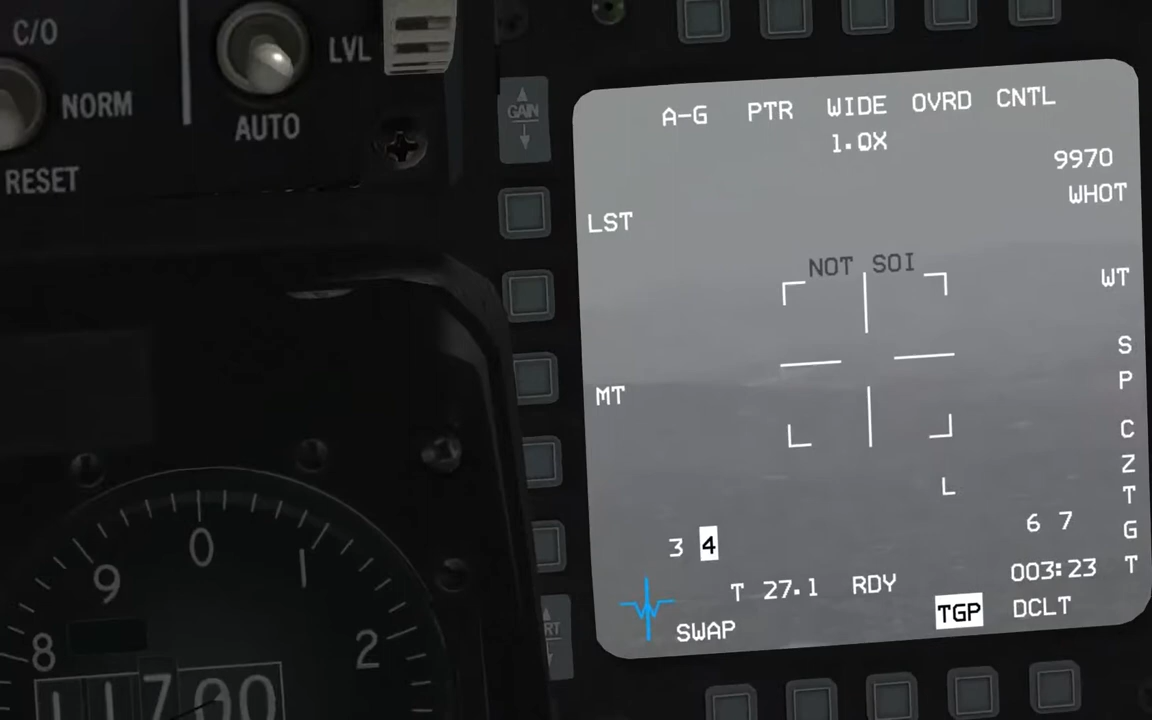 C/O
LVL
NORM
AUTO
RESET
GAIN
A-G PTR WIDE OVRD CNTL
1.0X
9970
WHOT
LST
NOT SOI
WT
S
P
MT
C
Z
L
T
6 7
G
3 4
003:23 T
T 27.1 RDY
TGP DCLT
SWAP
0
9 1
8 2
11700